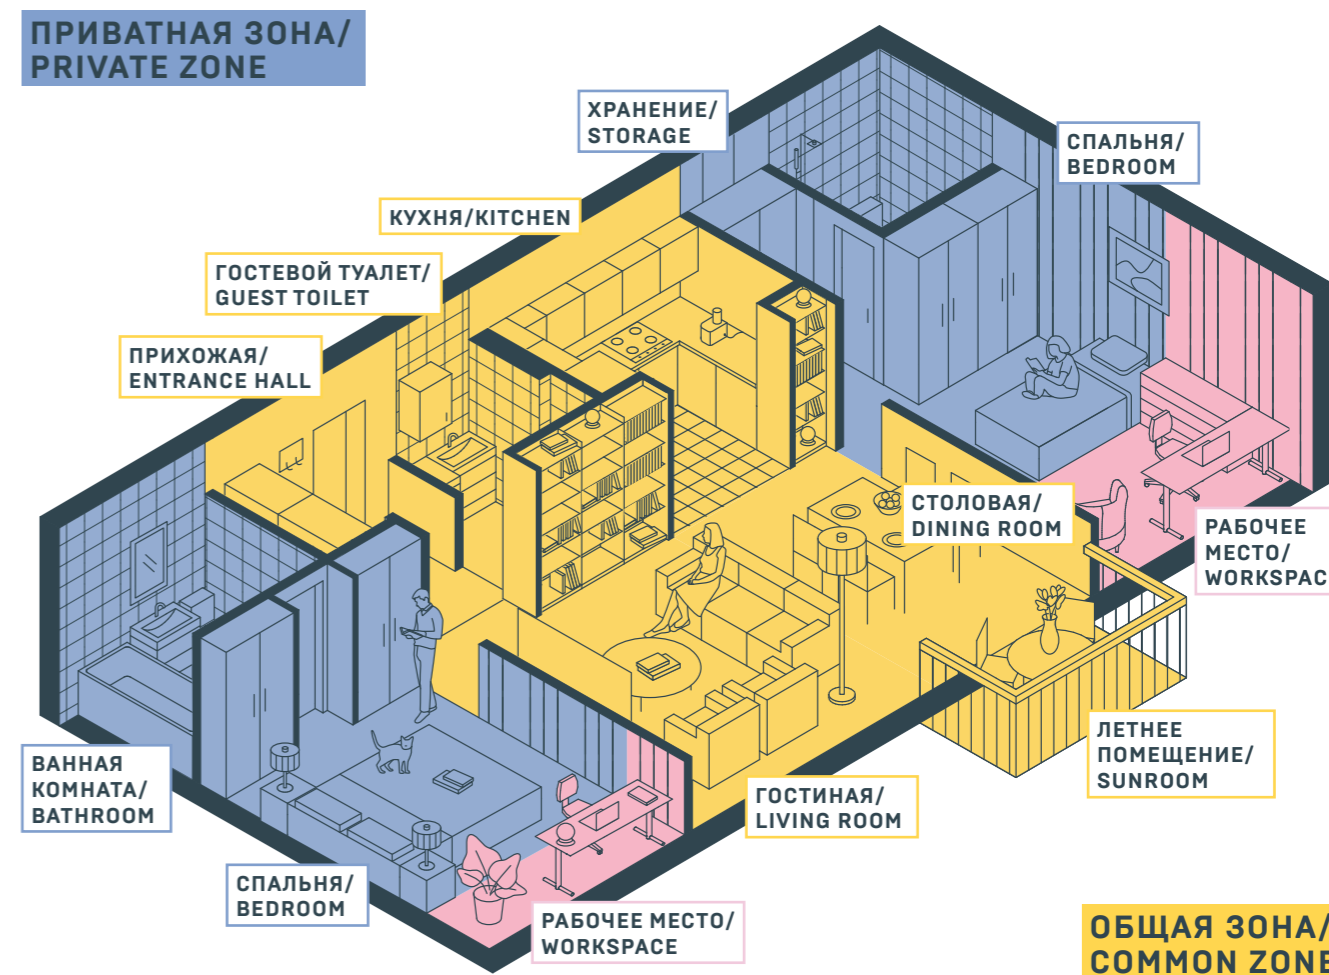 ПРИВАТНАЯ ЗОНА/
PRIVATE ZONE
ХРАНЕНИЕ/
STORAGE
СПАЛЬНЯ/
BEDROOM
КУХНЯ/KITCHEN
ГОСТЕВОЙ ТУАЛЕТ/
GUEST TOILET
ПРИХОЖАЯ/
ENTRANCE HALL
СТОЛОВАЯ/
DINING ROOM
РАБОЧЕЕ
МЕСТО/
WORKSPAC
ЛЕТНЕЕ
ПОМЕЩЕНИЕ/
SUNROOM
ВАННАЯ
КОМНАТА/
BATHROOM
ГОСТИНАЯ/
LIVING ROOM
СПАЛЬНЯ/
BEDROOM
РАБОЧЕЕ МЕСТО/
WORKSPACE
ОБЩАЯ ЗОНА/
COMMON ZONE